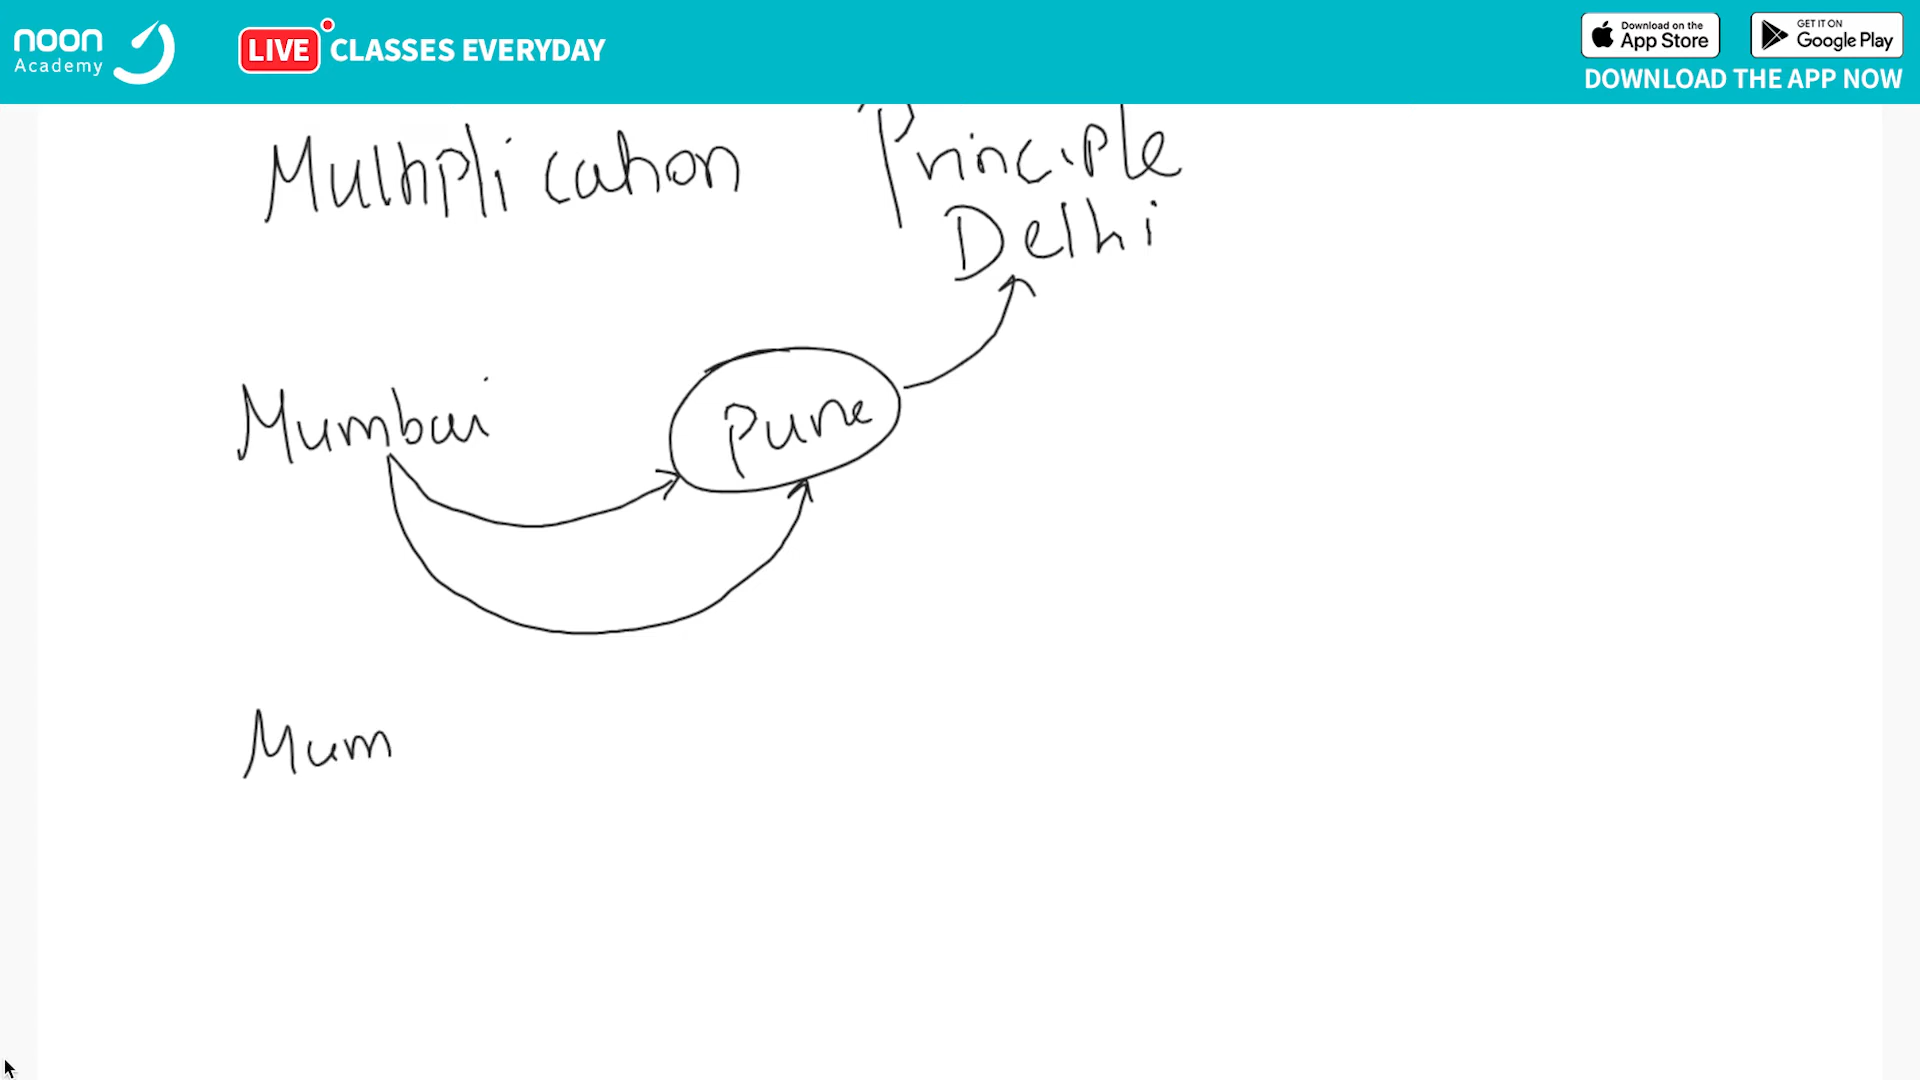 noon
Academy
LIVE CLASSES EVERYDAY
Download on the
App Store
GET IT ON
Google Play
DOWNLOAD THE APP NOW
Multiplication Principle
Delhi
Mumbai
Pune
Mum